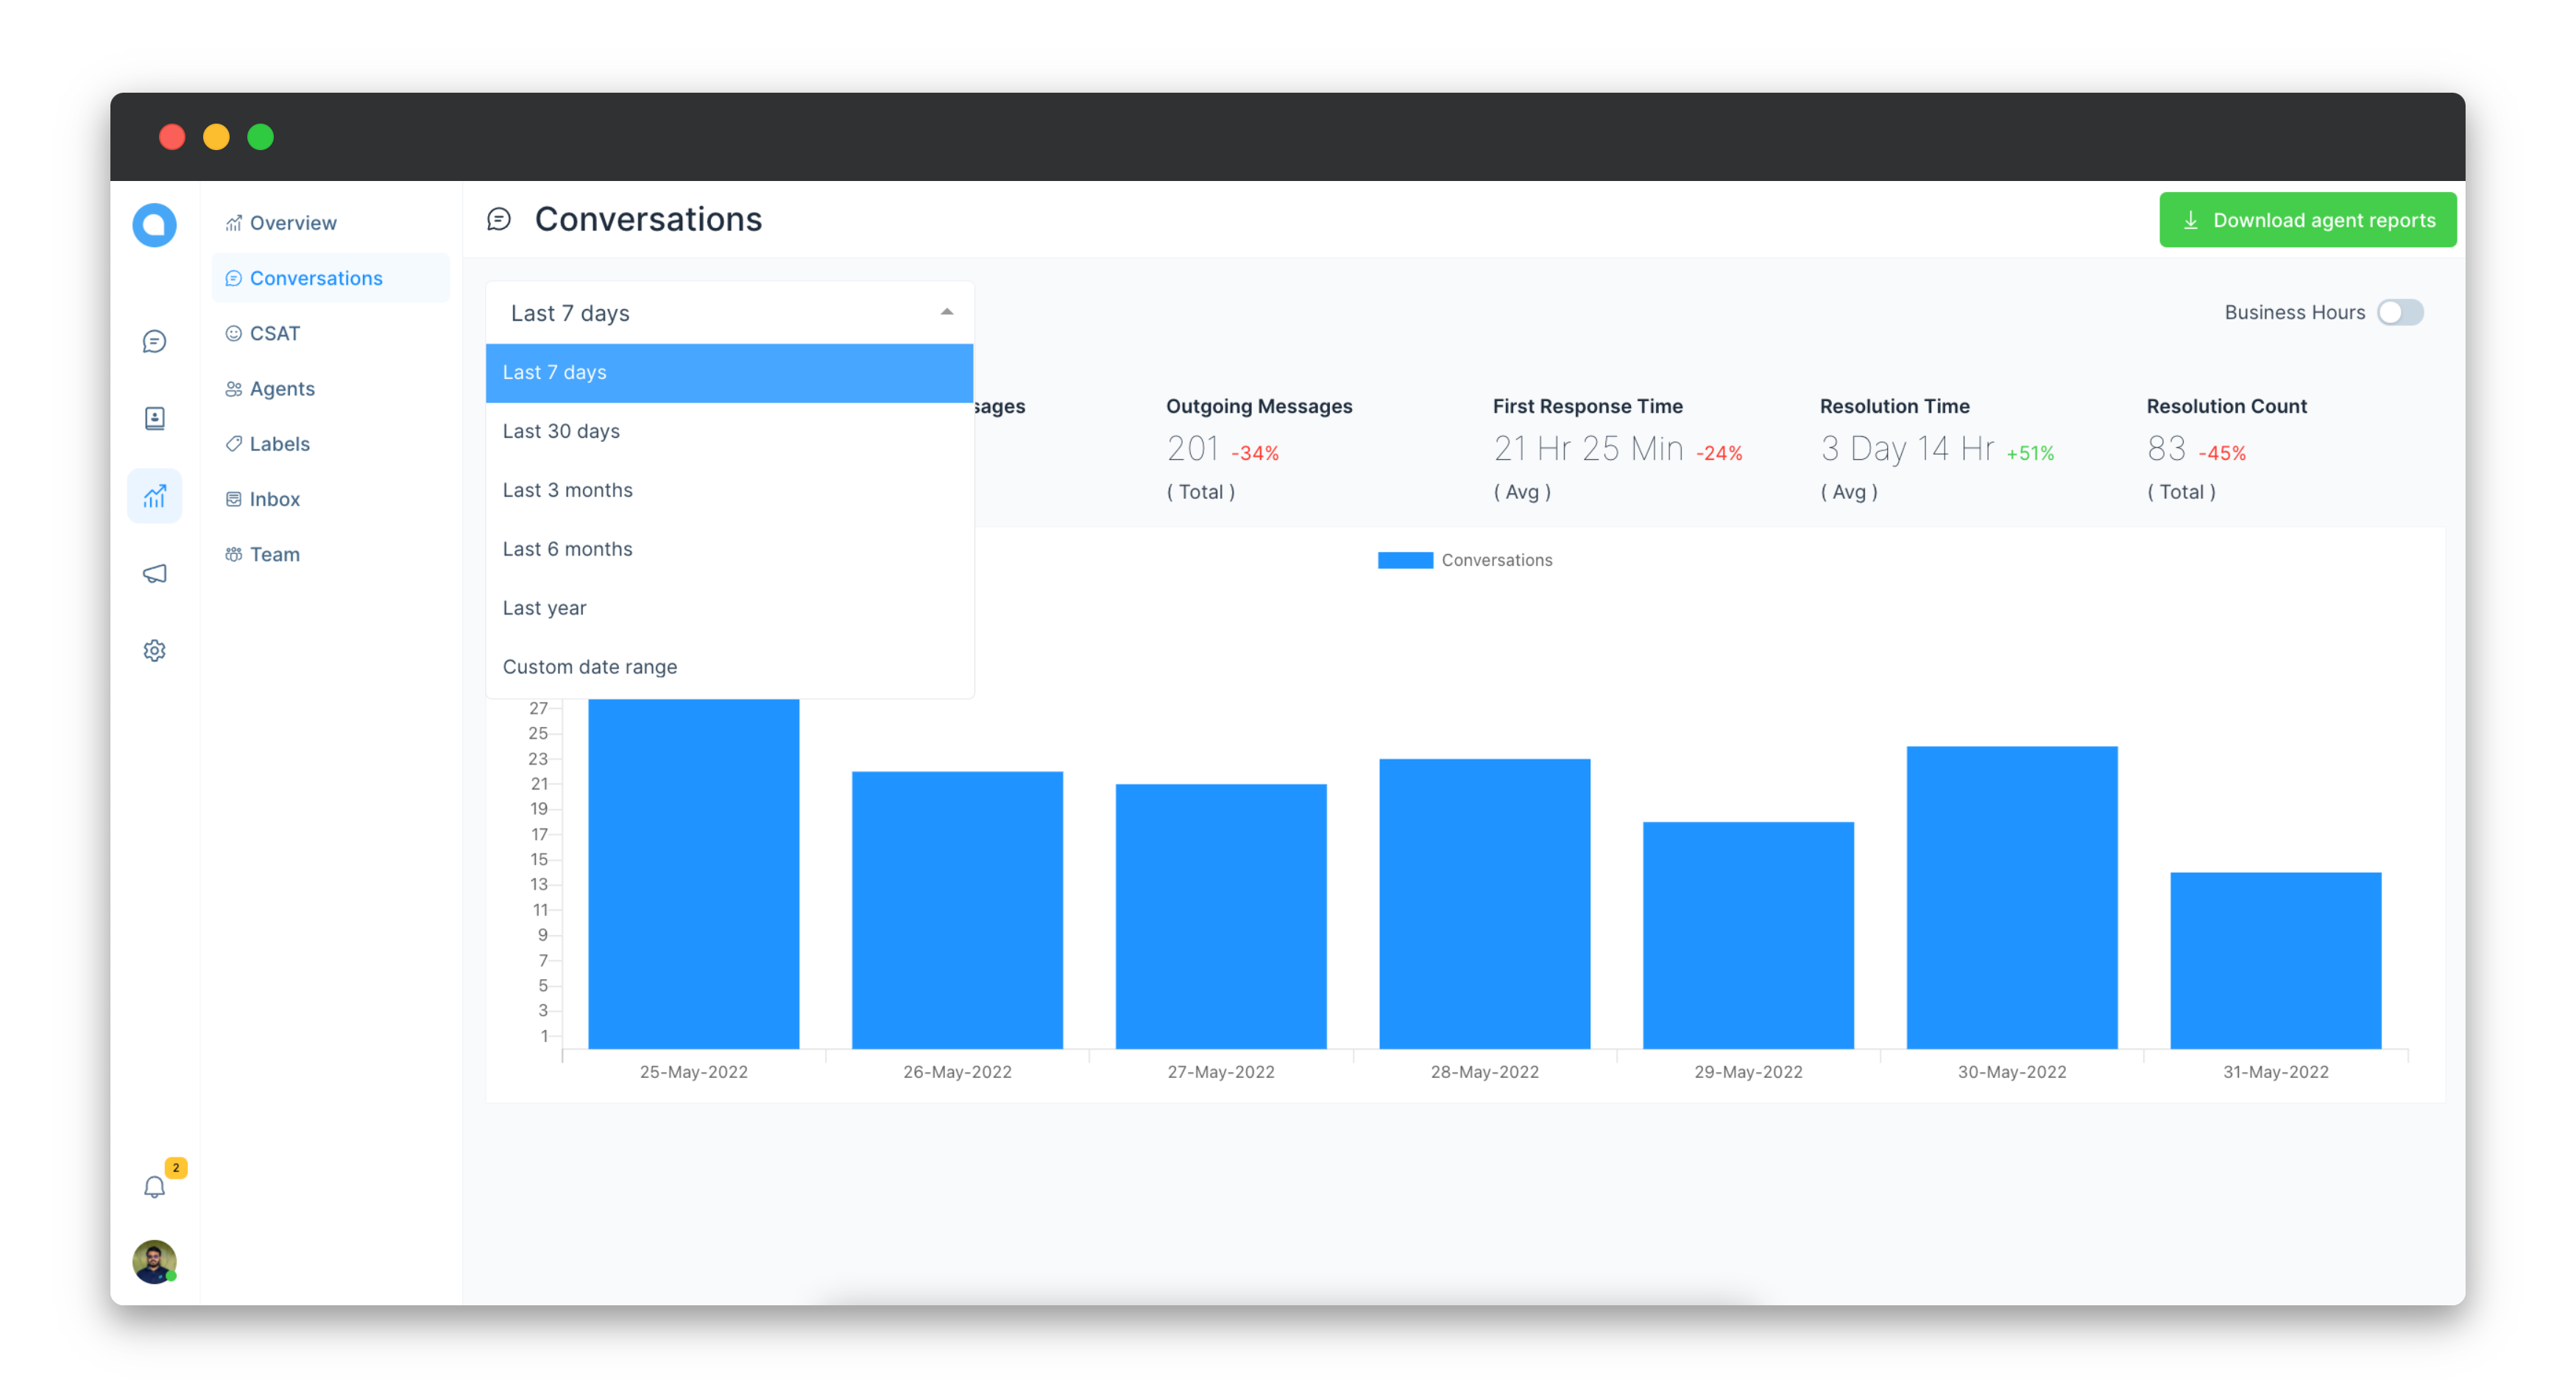 Overview
Conversations
CSAT
Agents
Labels
Inbox
Team
2
Conversations
Download agent reports
Last 7 days
Business Hours
Last 7 days
Last 30 days
Last 3 months
Last 6 months
Last year
Custom date range
Outgoing Messages
201 -34%
( Total )
First Response Time
21 Hr 25 Min -24%
( Avg )
Resolution Time
3 Day 14 Hr +51%
( Avg )
Resolution Count
83 -45%
( Total )
Conversations
27
25
23
21
19
17
15
13
11
9
7
5
3
1
25-May-2022
26-May-2022
27-May-2022
28-May-2022
29-May-2022
30-May-2022
31-May-2022